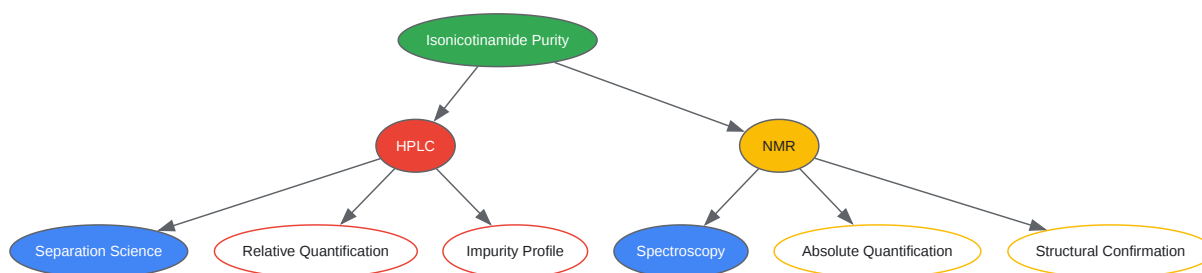 Isonicotinamide Purity
HPLC
NMR
Separation Science
Relative Quantification
Impurity Profile
Spectroscopy
Absolute Quantification
Structural Confirmation